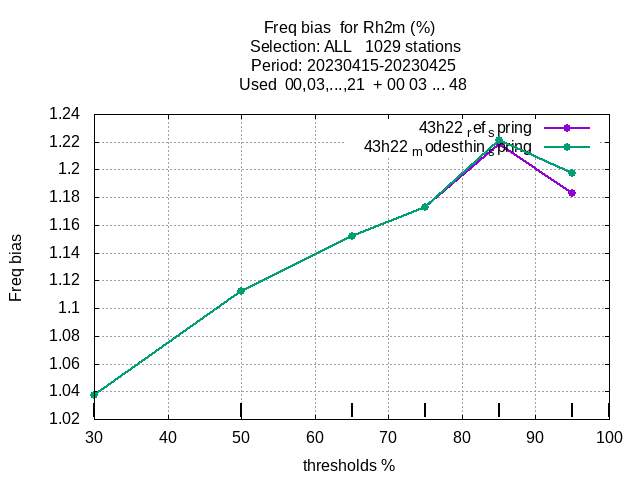 Freq bias  for Rh2m (%)
Selection: ALL   1029 stations
Period: 20230415-20230425
Used  00,03,...,21  + 00 03 ... 48
43h22 ref spring
43h22 modesthin spring
1.24
1.22
1.2
1.18
1.16
1.14
1.12
1.1
1.08
1.06
1.04
1.02
Freq bias
30 40 50 60 70 80 90 100
thresholds %